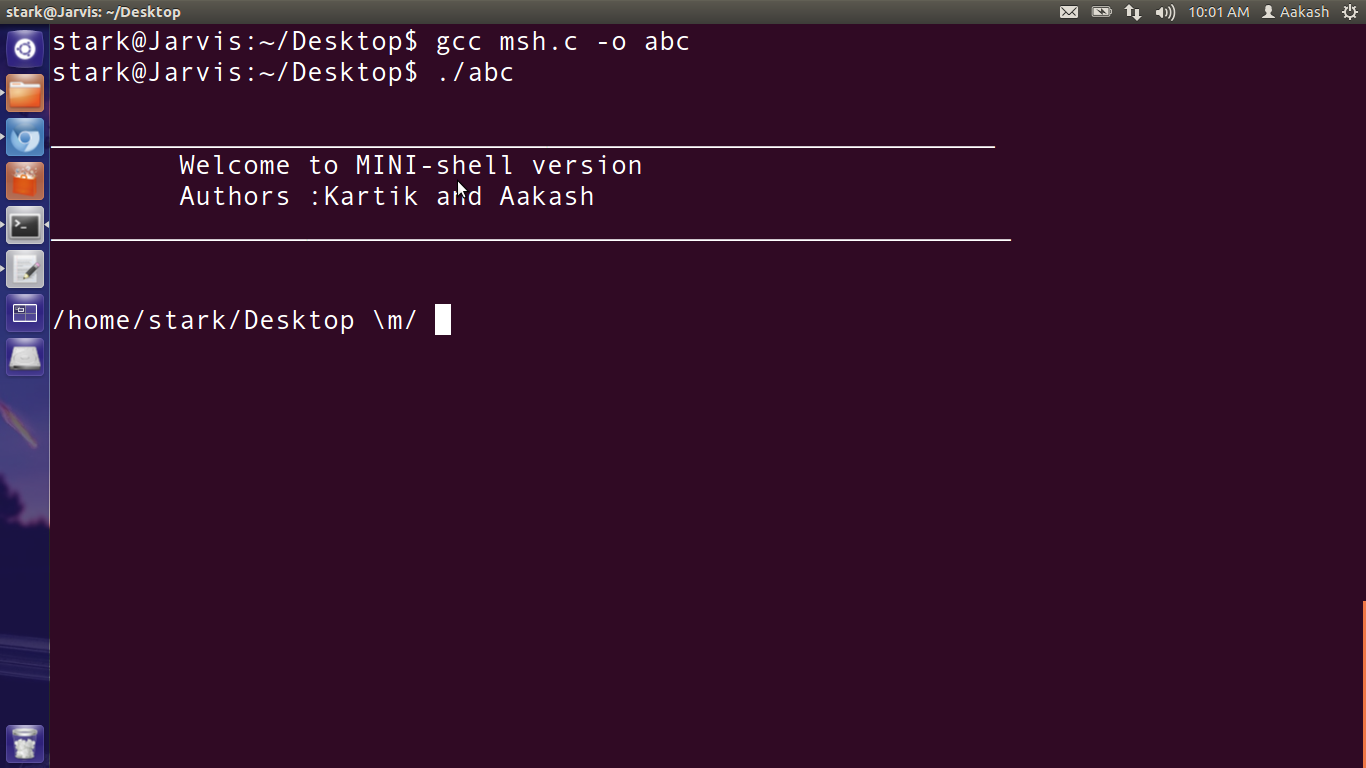 stark@Jarvis: ~/Desktop
10:01 AM Aakash
stark@Jarvis:~/Desktop$ gcc msh.c -o abc
stark@Jarvis:~/Desktop$ ./abc
Welcome to MINI-shell version
Authors :Kartik and Aakash
/home/stark/Desktop \m/